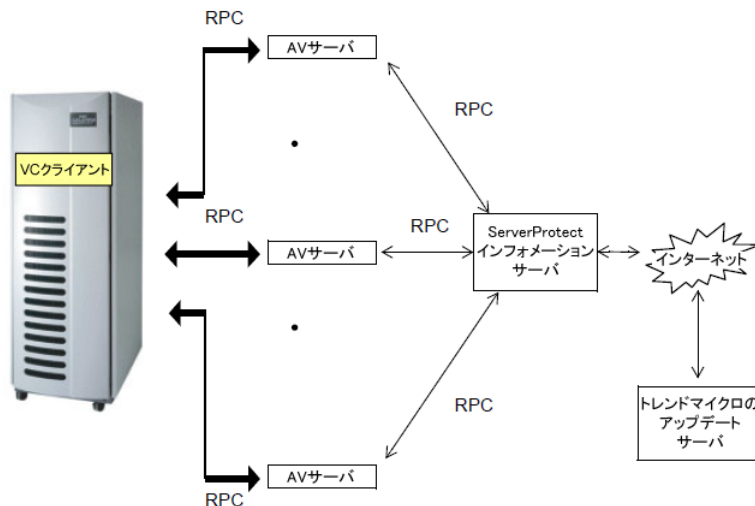 RPC
AVサーバ
RPC
VCクライアント
RPC
AVサーバ
RPC
ServerProtect
インフォメーション
サーバ
インターネット
RPC
トレンドマイクロの
アップデート
サーバ
AVサーバ
RPC